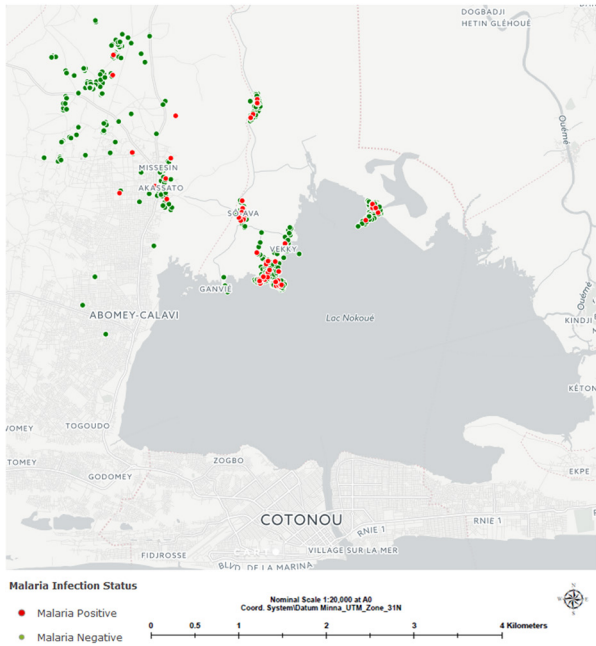 DOGBADJI
HETIN GLÉHOUÉ
Ouémé
MISSESIN
AKASSATO
SÔ AVA
VEKKY
GANVIÉ
Ouémé
Lac Nokoué
ABOMEY-CALAVI
KINDJI
TOGOUDO
VOMEY
KÉTON
TOMEY
ZOGBO
GODOMEY
EKPE
COTONOU
RNIE 1
RNIE 1
FIDJROSSE
CARTO
VILLAGE SUR LA MER
BLVD. DE LA MARINA
Malaria Infection Status
Malaria Positive
Malaria Negative
Nominal Scale 1:20,000 at A0
Coord. System\Datum Minna_UTM_Zone_31N
0 0.5 1 2 3 4 Kilometers
N